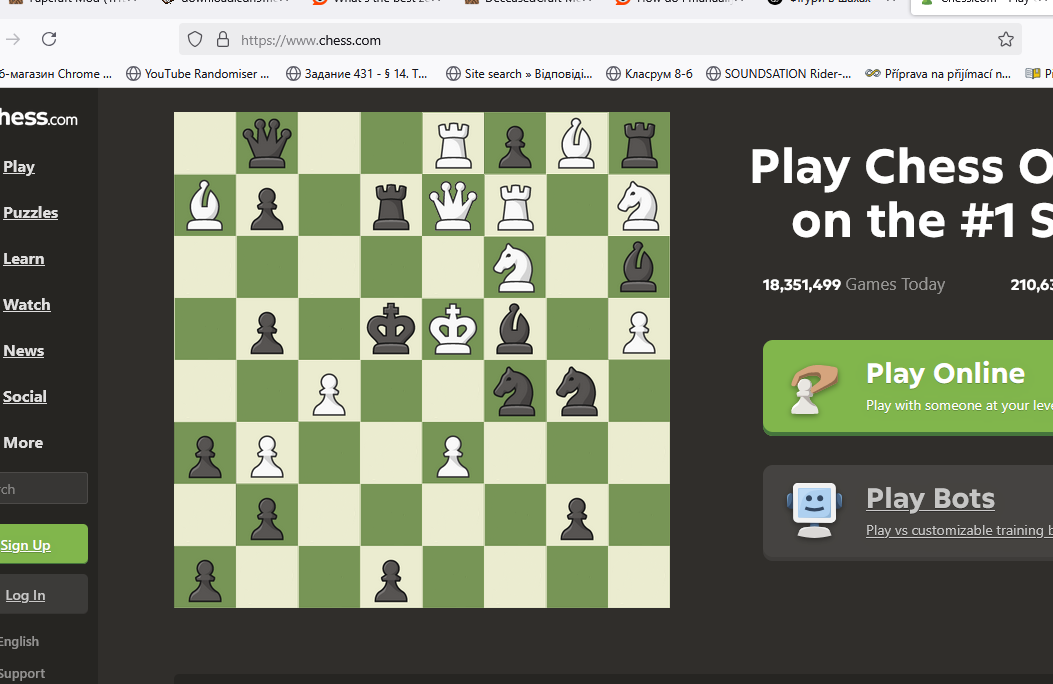 https://www.chess.com
б-магазин Chrome ... YouTube Randomiser ... Задание 431 - § 14. Т... Site search » Відповіді... Класрум 8-б SOUNDSATION Rider-... Příprava na přijímací n...
hess.com
Play
Puzzles
Learn
Watch
News
Social
More
rch
Sign Up
Log In
English
Support
Play Chess O
on the #1 S
18,351,499 Games Today 210,63
Play Online
Play with someone at your leve
Play Bots
Play vs customizable training b